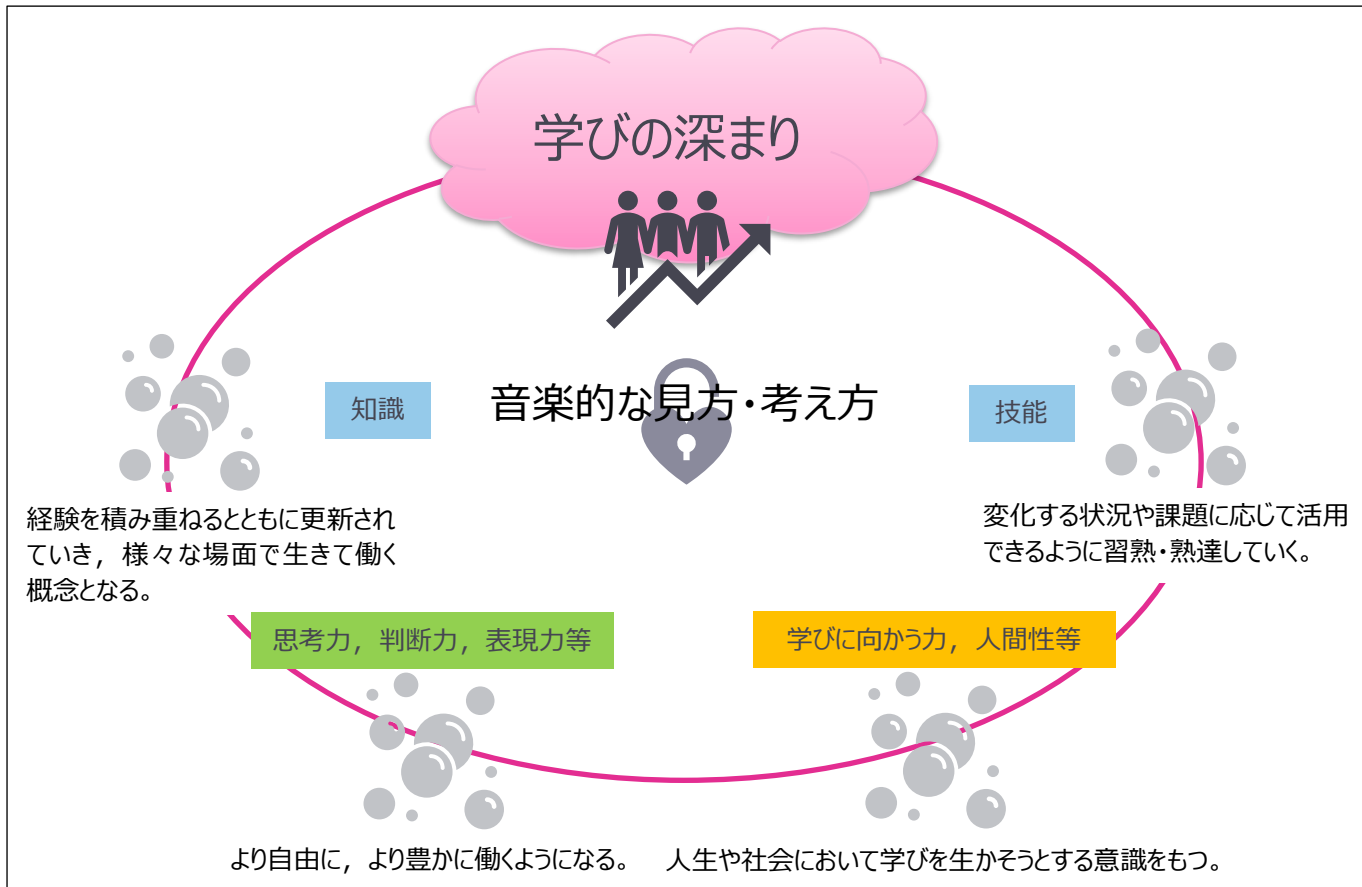 学びの深まり
知識
音楽的な見方・考え方
技能
経験を積み重ねるとともに更新され
ていき，様々な場面で生きて働く
概念となる。
変化する状況や課題に応じて活用
できるように習熟・熟達していく。
思考力，判断力，表現力等
学びに向かう力，人間性等
より自由に，より豊かに働くようになる。
人生や社会において学びを生かそうとする意識をもつ。